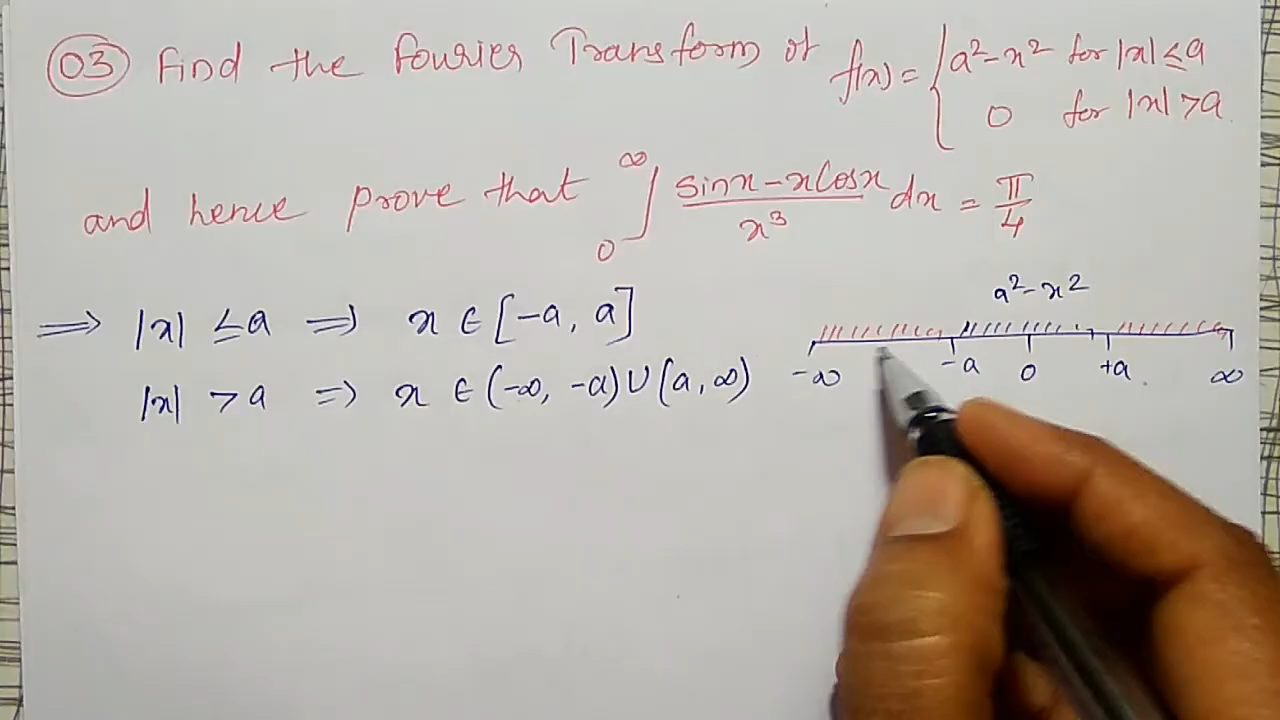 03 Find the Fourier Transform of f(x) = { a² - x² for |x| ≤ a
0 for |x| > a
and hence prove that ∞ ∫ 0 sinx - x Cosx / x³ dx = π/4
a² - x²
⟹ |x| ≤ a ⟹ x ∈ [-a, a]
-∞ -a 0 +a ∞
|x| > a ⟹ x ∈ (-∞, -a) ∪ (a, ∞)